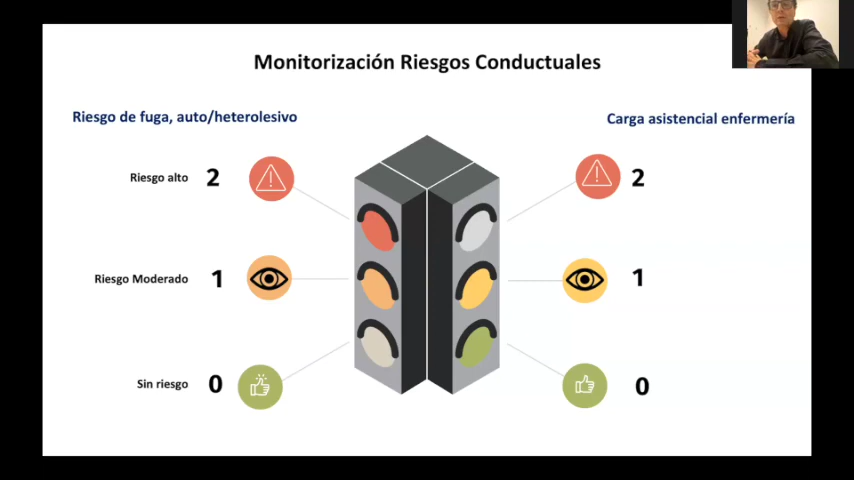 Monitorización Riesgos Conductuales
Riesgo de fuga, auto/heterolesivo
Carga asistencial enfermería
Riesgo alto 2
2
Riesgo Moderado 1
1
Sin riesgo 0
0